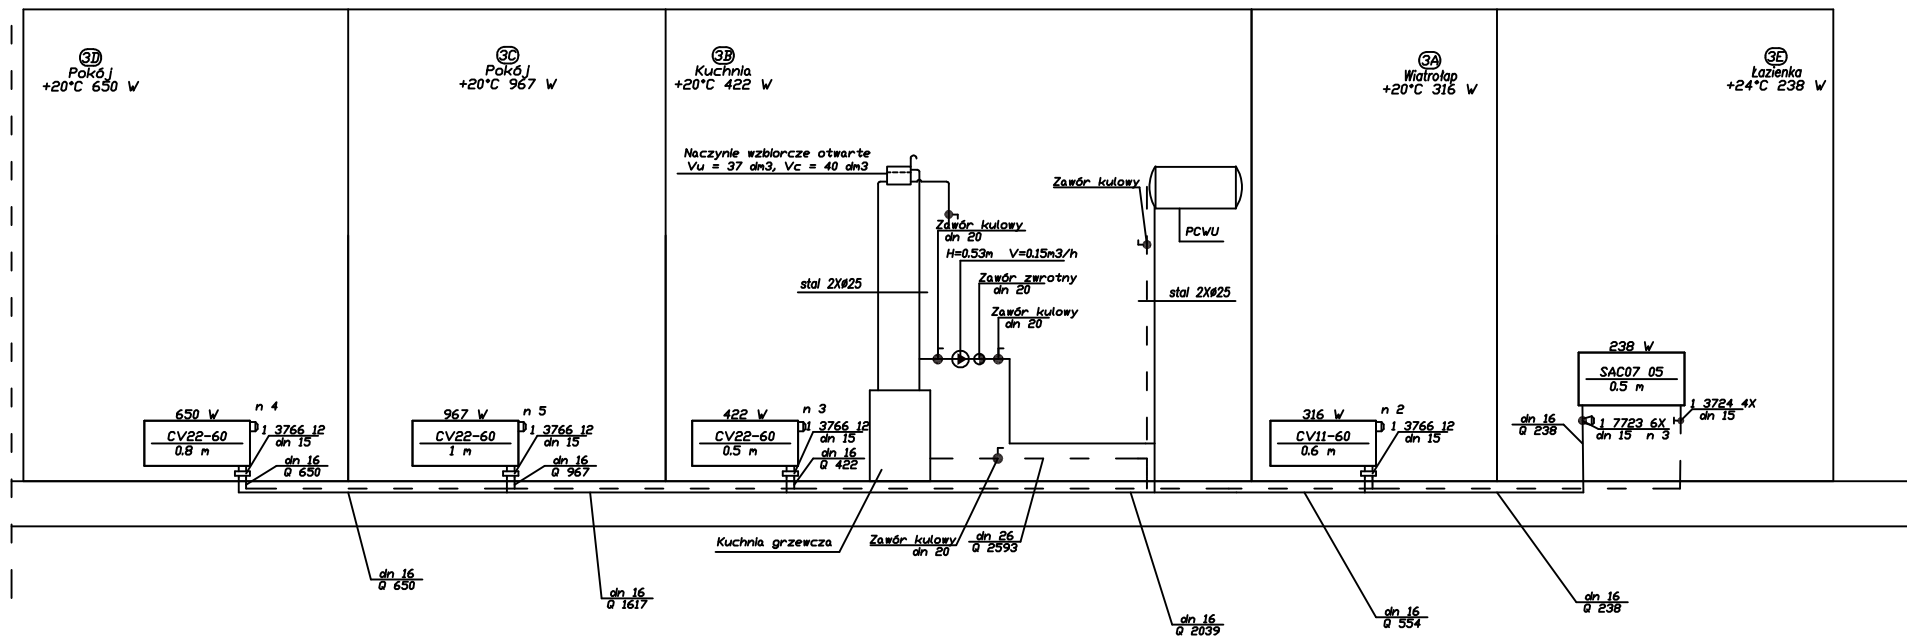 3D
Pokój
+20°C 650 W
3C
Pokój
+20°C 967 W
3B
Kuchnia
+20°C 422 W
3A
Wiatrołap
+20°C 316 W
3E
Łazienka
+24°C 238 W
Naczynie wzbiorcze otwarte
Vu = 37 dm3, Vc = 40 dm3
Zawór kulowy
PCWU
Zawór kulowy
dn 20
H=0.53m V=0.15m3/h
Zawór zwrotny
dn 20
stal 2XØ25
stal 2XØ25
Zawór kulowy
dn 20
650 W
n 4
CV22-60
0.8 m
1 3766 12
dn 15
dn 16
Q 650
967 W
n 5
CV22-60
1 m
1 3766 12
dn 15
dn 16
Q 967
422 W
n 3
CV22-60
0.5 m
1 3766 12
dn 15
dn 16
Q 422
316 W
n 2
CV11-60
0.6 m
1 3766 12
dn 15
238 W
SAC07 05
0.5 m
dn 16
Q 238
1 7723 6X
dn 15 n 3
1 3724 4X
dn 15
Kuchnia grzewcza
Zawór kulowy
dn 20
dn 26
Q 2593
dn 16
Q 650
dn 16
Q 1617
dn 16
Q 2039
dn 16
Q 554
dn 16
Q 238